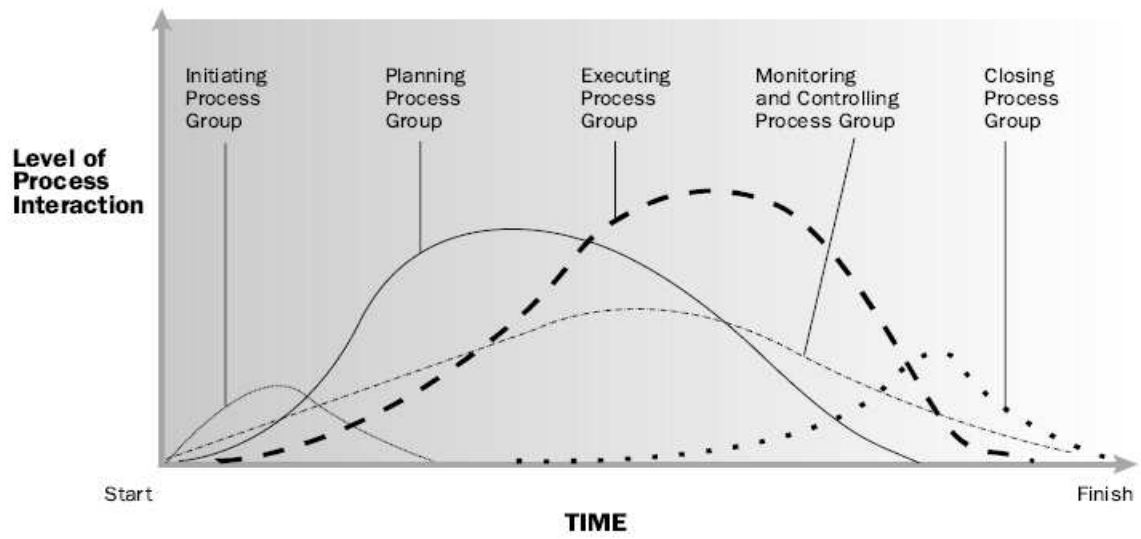 Initiating
Process
Group
Planning
Process
Group
Executing
Process
Group
Monitoring
and Controlling
Process Group
Closing
Process
Group
Level of
Process
Interaction
Start
Finish
TIME